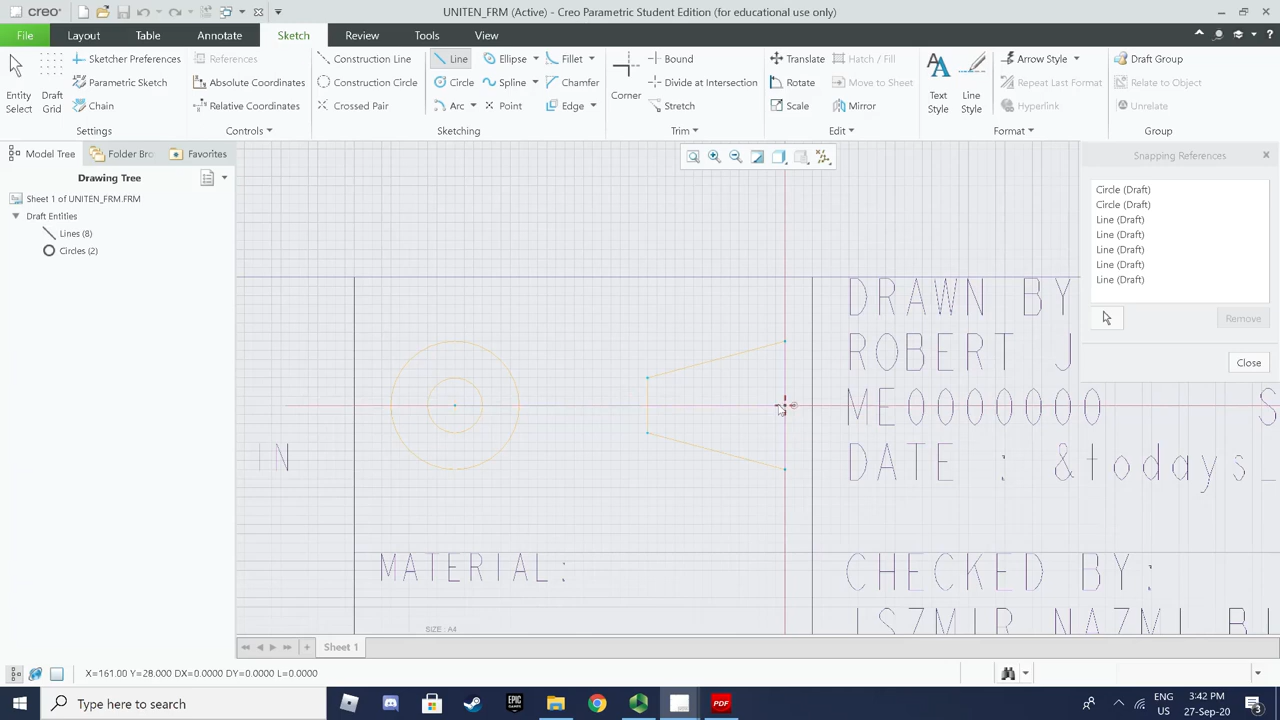 UNITEN_FRM (Active) - Creo Parametric Student Edition (for educational use only)
File Layout Table Annotate Sketch Review Tools View
Entity Select
Draft Grid
Sketcher Preferences
Parametric Sketch
Chain
Settings
References
Absolute Coordinates
Relative Coordinates
Controls
Construction Line
Construction Circle
Crossed Pair
Line
Circle
Arc
Ellipse
Spline
Point
Fillet
Chamfer
Edge
Sketching
Corner
Bound
Divide at Intersection
Stretch
Trim
Translate
Rotate
Scale
Hatch / Fill
Move to Sheet
Mirror
Edit
Text Style
Line Style
Arrow Style
Repeat Last Format
Hyperlink
Format
Draft Group
Relate to Object
Unrelate
Group
Model Tree
Folder Bro
Favorites
Drawing Tree
Sheet 1 of UNITEN_FRM.FRM
Draft Entities
Lines (8)
Circles (2)
Snapping References
Circle (Draft)
Circle (Draft)
Line (Draft)
Line (Draft)
Line (Draft)
Line (Draft)
Line (Draft)
Remove
Close
DRAWN BY
ROBERT J
ME0000000 S
DATE : &todays_
IN
MATERIAL:
CHECKED BY:
SIZE : A4
Sheet 1
X=161.00 Y=28.000 DX=0.0000 DY=0.0000 L=0.0000
Type here to search
EPIC GAMES
PDF
ENG
US
3:42 PM
27-Sep-20